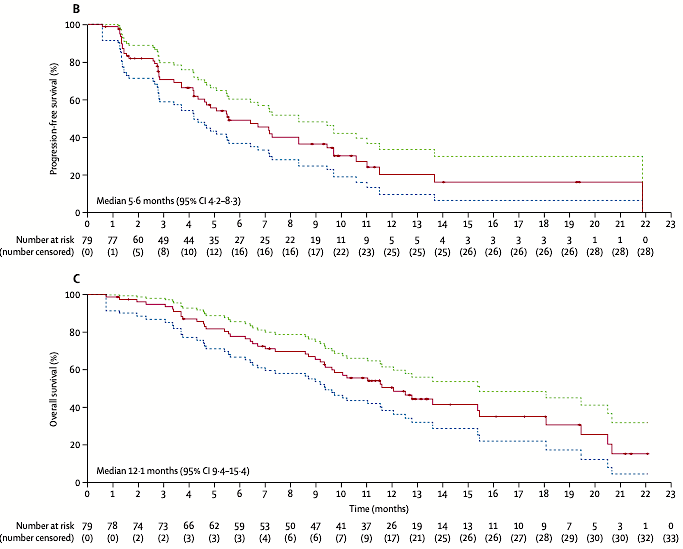 B
100
80
60
40
20
0
Progression-free survival (%)
Median 5·6 months (95% CI 4·2–8·3)
0 1 2 3 4 5 6 7 8 9 10 11 12 13 14 15 16 17 18 19 20 21 22 23
Number at risk 79 77 60 49 44 35 27 25 22 19 11 9 5 5 4 3 3 3 3 3 1 1 0
(number censored) (0) (1) (5) (8) (10) (12) (16) (16) (16) (17) (22) (23) (25) (25) (25) (26) (26) (26) (26) (26) (28) (28) (28)
C
100
80
60
40
20
0
Overall survival (%)
Median 12·1 months (95% CI 9·4–15·4)
0 1 2 3 4 5 6 7 8 9 10 11 12 13 14 15 16 17 18 19 20 21 22 23
Time (months)
Number at risk 79 78 74 73 66 62 59 53 50 47 41 37 26 19 14 13 11 10 9 7 5 3 1 0
(number censored) (0) (0) (2) (2) (3) (3) (3) (4) (6) (6) (7) (9) (17) (21) (25) (26) (26) (27) (28) (29) (30) (30) (32) (33)